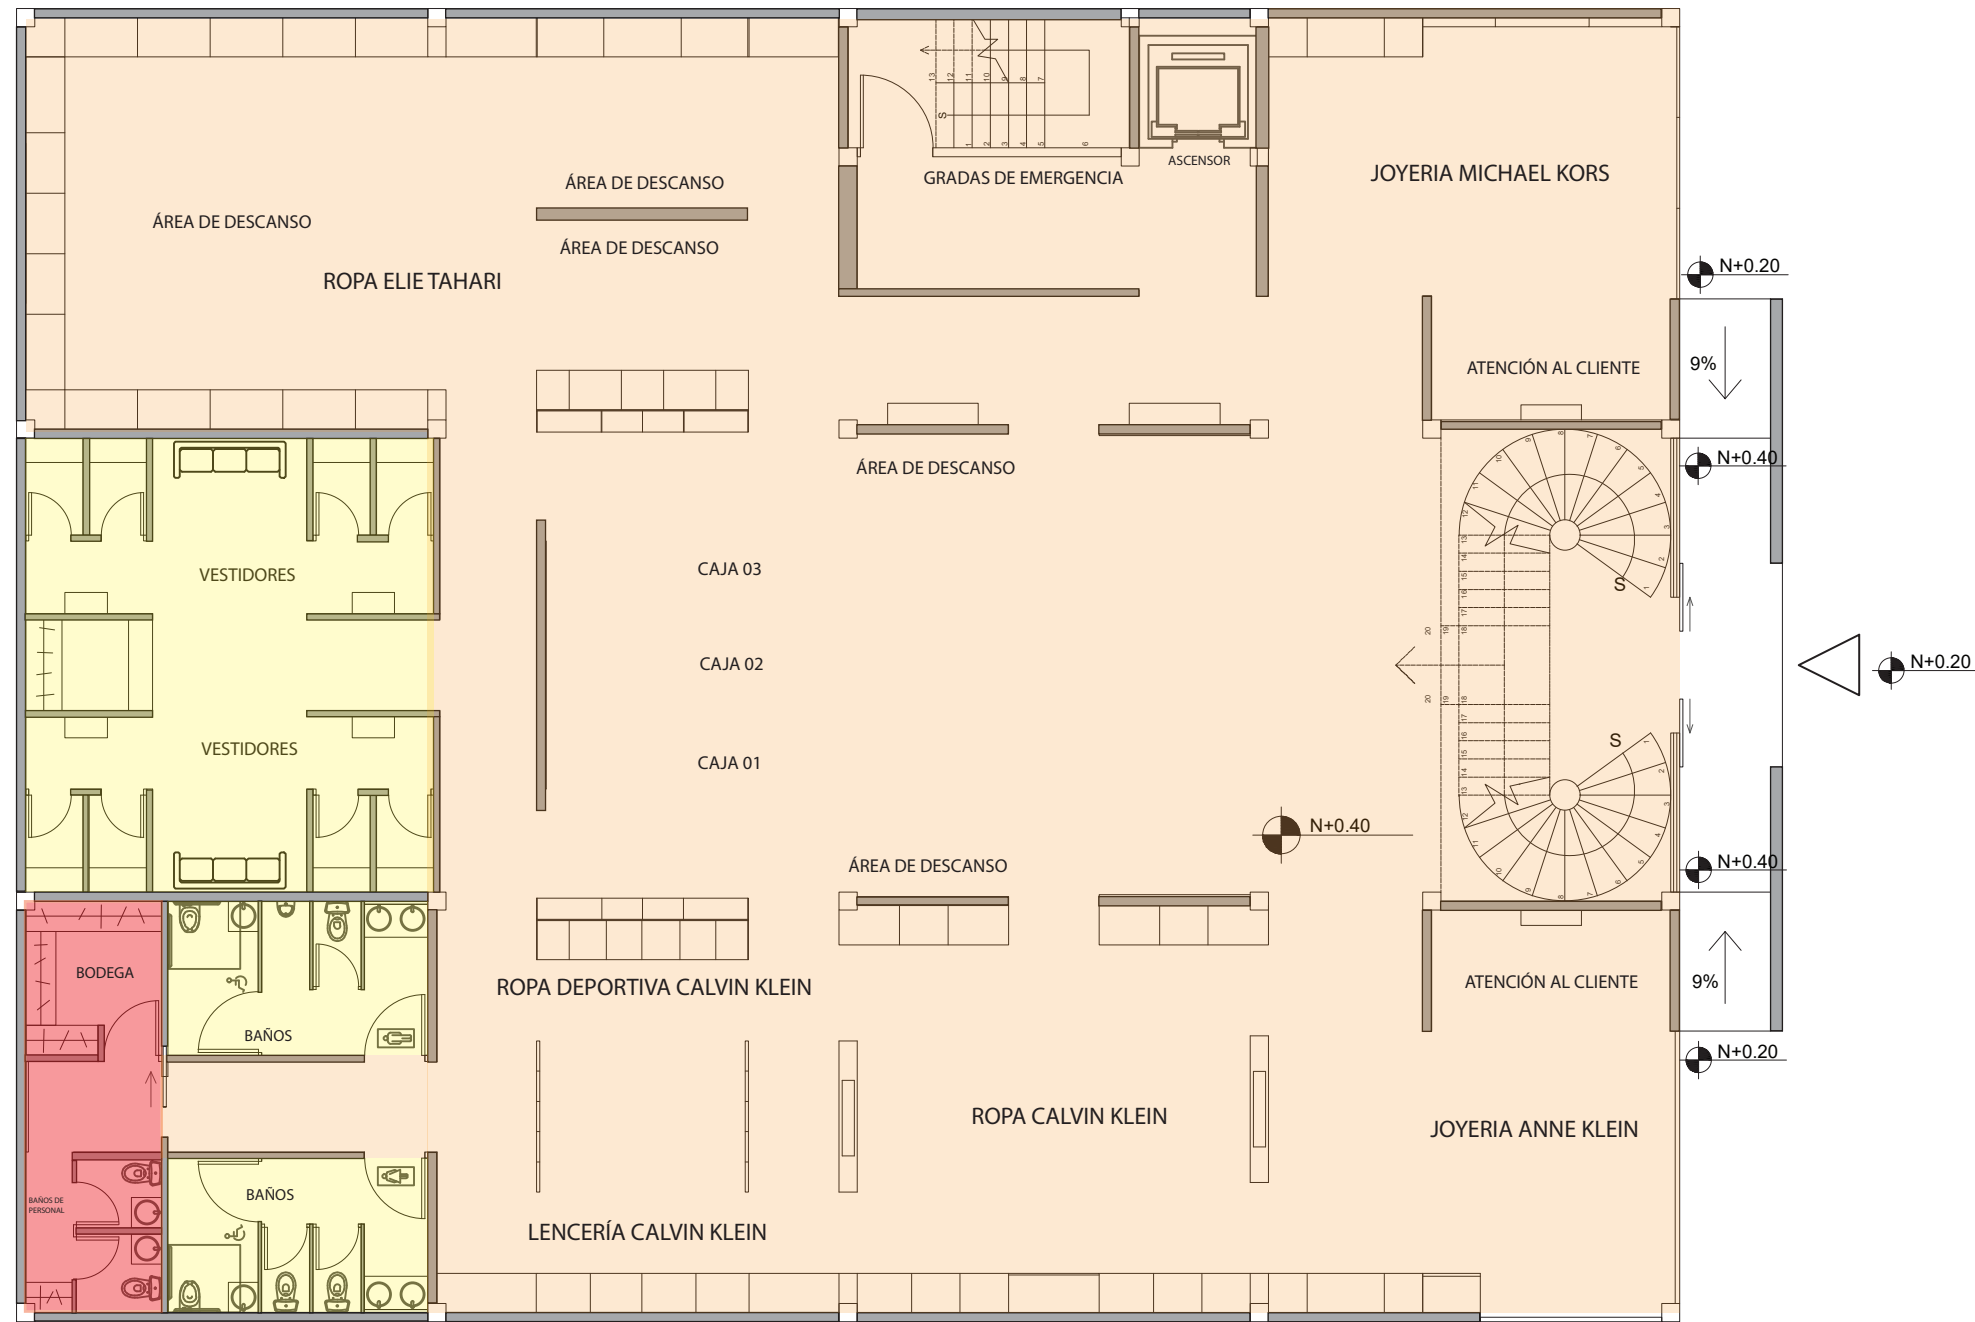 ASCENSOR
JOYERIA MICHAEL KORS
GRADAS DE EMERGENCIA
ÁREA DE DESCANSO
ÁREA DE DESCANSO
ÁREA DE DESCANSO
ROPA ELIE TAHARI
N+0.20
ATENCIÓN AL CLIENTE
9%
N+0.40
ÁREA DE DESCANSO
VESTIDORES
CAJA 03
S
CAJA 02
N+0.20
VESTIDORES
CAJA 01
S
N+0.40
ÁREA DE DESCANSO
N+0.40
BODEGA
ROPA DEPORTIVA CALVIN KLEIN
ATENCIÓN AL CLIENTE
9%
BAÑOS
N+0.20
ROPA CALVIN KLEIN
JOYERIA ANNE KLEIN
BAÑOS
BAÑOS DE
PERSONAL
LENCERÍA CALVIN KLEIN